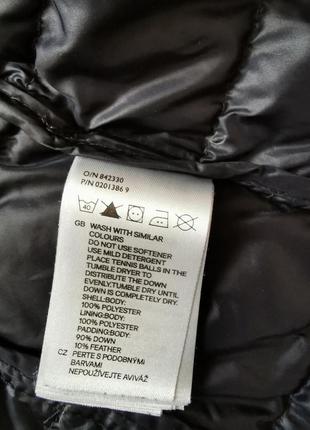 O/N 842330
P/N 0201386 9
40
GB WASH WITH SIMILAR
COLOURS
DO NOT USE SOFTENER
USE MILD DETERGENT
PLACE TENNIS BALLS IN THE
TUMBLE DRYER TO
DISTRIBUTE THE DOWN
EVENLY.TUMBLE DRY UNTIL
DOWN IS COMPLETELY DRY
SHELL:BODY:
100% POLYESTER
LINING:BODY:
100% POLYESTER
PADDING:BODY:
90% DOWN
10% FEATHER
CZ PERTE S PODOBNÝMI
BARVAMI
NEPOUŽÍVEJTE AVIVÁŽ